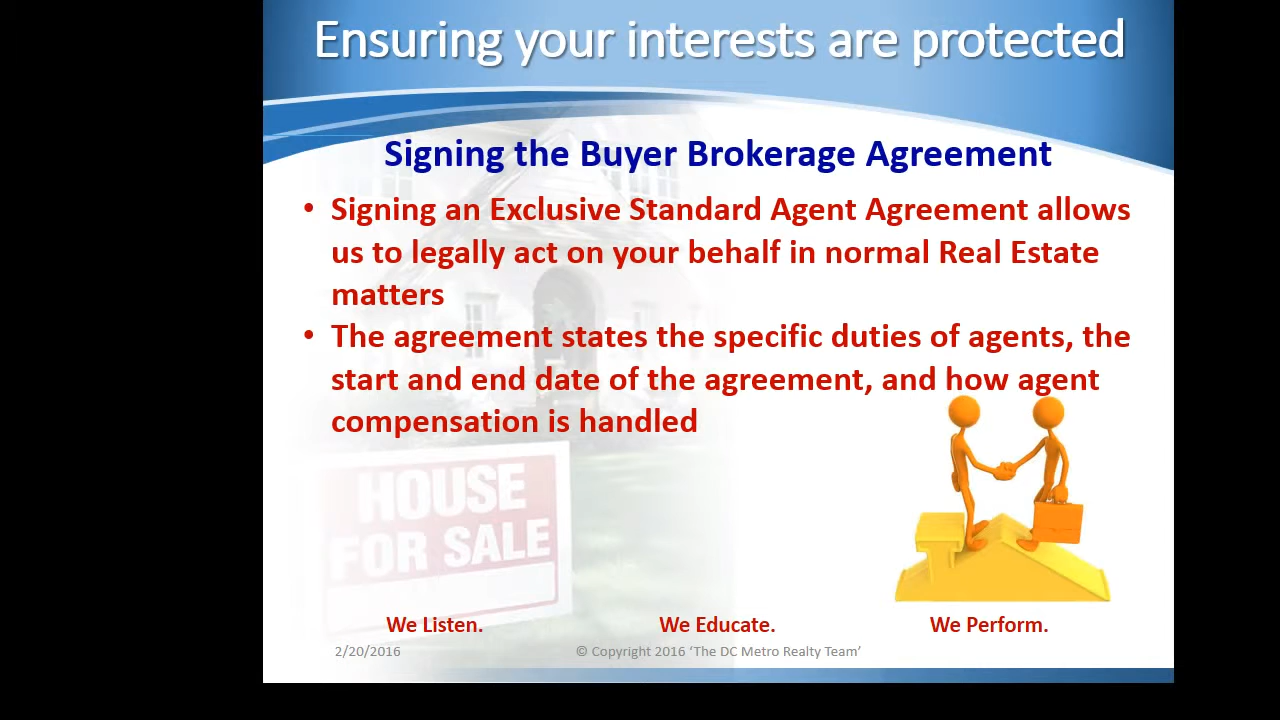 Ensuring your interests are protected
Signing the Buyer Brokerage Agreement
• Signing an Exclusive Standard Agent Agreement allows
us to legally act on your behalf in normal Real Estate
matters
• The agreement states the specific duties of agents, the
start and end date of the agreement, and how agent
compensation is handled
HOUSE
FOR SALE
We Listen. We Educate. We Perform.
2/20/2016 © Copyright 2016 ‘The DC Metro Realty Team’